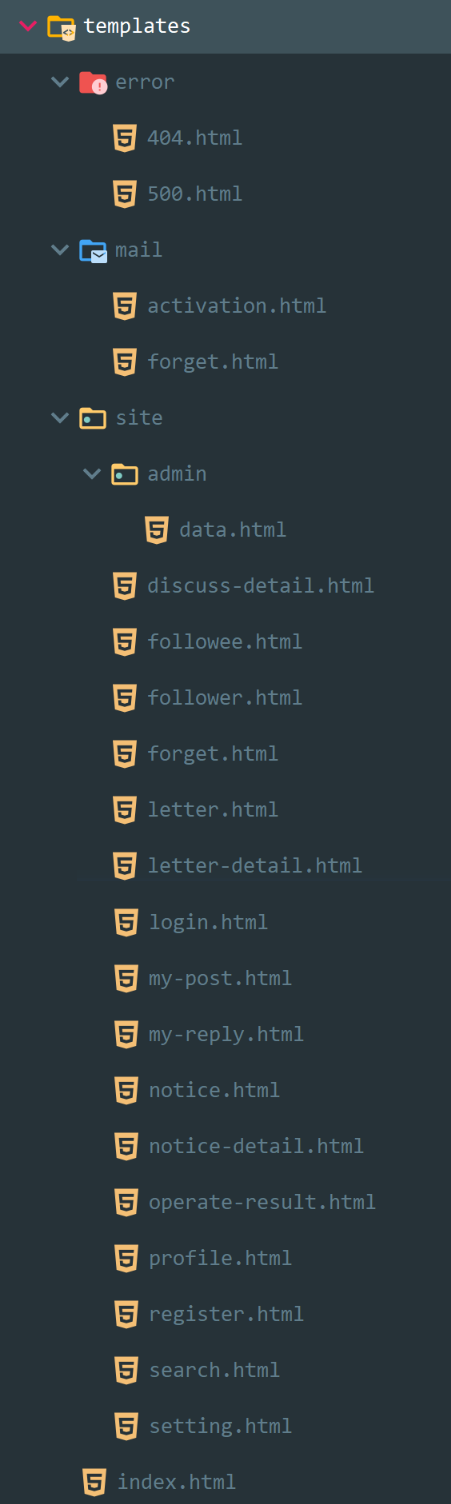 templates
error
404.html
500.html
mail
activation.html
forget.html
site
admin
data.html
discuss-detail.html
followee.html
follower.html
forget.html
letter.html
letter-detail.html
login.html
my-post.html
my-reply.html
notice.html
notice-detail.html
operate-result.html
profile.html
register.html
search.html
setting.html
index.html